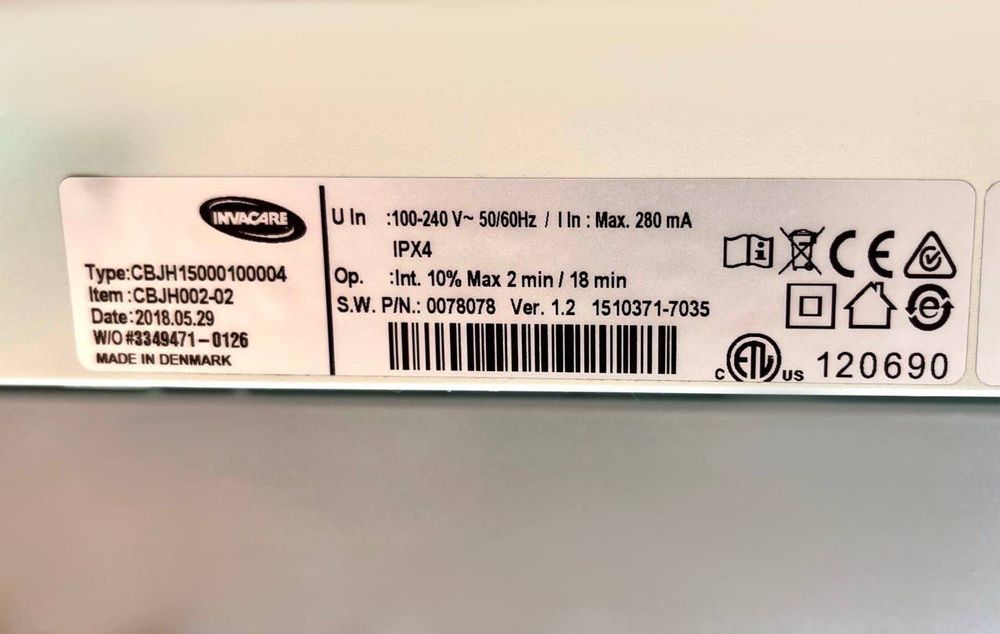 INVACARE
Type:CBJH15000100004
Item :CBJH002-02
Date:2018.05.29
W/O #3349471-0126
MADE IN DENMARK
U In :100-240 V~ 50/60Hz / I In : Max. 280 mA
IPX4
Op. :Int. 10% Max 2 min / 18 min
S.W. P/N.: 0078078 Ver. 1.2 1510371-7035
CE
e
C ETL US 120690